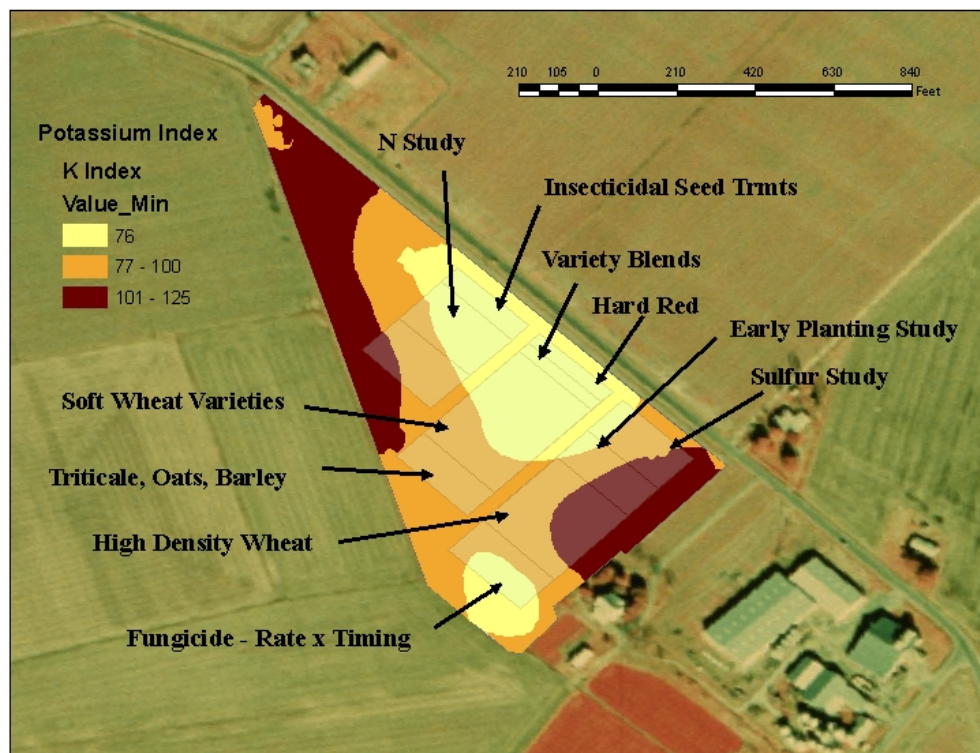 210 105 0 210 420 630 840
Feet
Potassium Index
K Index
Value_Min
76
77 - 100
101 - 125
N Study
Insecticidal Seed Trmts
Variety Blends
Hard Red
Early Planting Study
Sulfur Study
Soft Wheat Varieties
Triticale, Oats, Barley
High Density Wheat
Fungicide - Rate x Timing